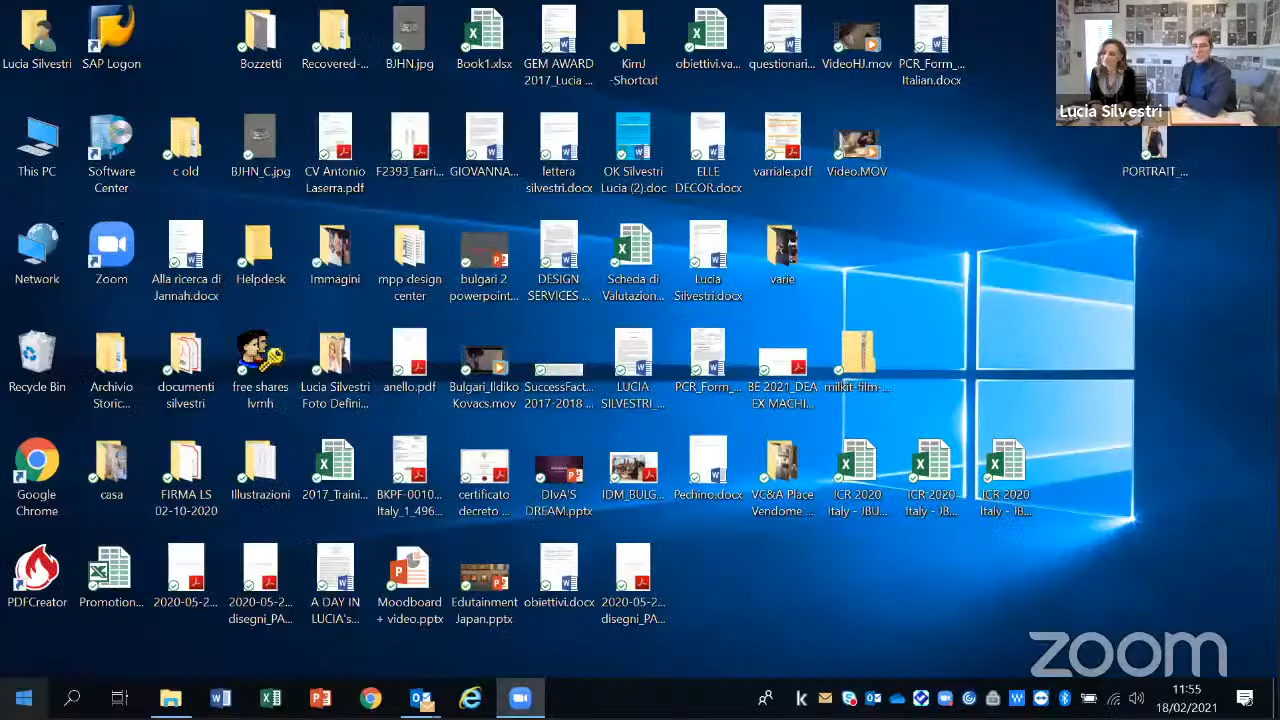 Lucia Silvestri
SAP Logon
Bozzetti
Recovered-...
BJHN.jpg
Book1.xlsx
GEM AWARD
2017_Lucia ...
KimJ
-Shortcut
obiettivi.va...
questionari...
VideoHJ.mov
PCR_Form_...
Italian.docx
Lucia Silvestri
This PC
Software
Center
c old
BJHN_C.jpg
CV Antonio
Laserra.pdf
F2393_Earri...
GIOVANNA...
lettera
silvestri.docx
OK Silvestri
Lucia (2).doc
ELLE
DECOR.docx
varriale.pdf
Video.MOV
PORTRAIT_...
Network
Zoom
Alla ricerca di
Jannah.docx
Helpdesk
Immagini
mpp design
center
bulgari 2
powerpoint...
DESIGN
SERVICES ...
Scheda di
Valutazion...
Lucia
Silvestri.docx
varie
cycle Bin
Archivio
Storic...
documenti
silvestri
free shares
lvmh
Lucia Silvestri
Foto Defini...
anello.pdf
Bulgari_Ildiko
Kovacs.mov
SuccessFact...
2017-2018 ...
LUCIA
SILVESTRI_...
PCR_Form_...
BE 2021_DEA
EX MACHI...
milkit-film-...
Google
Chrome
casa
FIRMA LS
02-10-2020
Illustrazioni
2017_Traini...
BKPF-0010...
Italy_1_496...
certificato
decreto ...
DIVA'S
DREAM.pptx
IDM_BULG...
Pechino.docx
VC&A Place
Vendome ...
ICR 2020
Italy - JBU...
ICR 2020
Italy - JB...
ICR 2020
Italy - JB...
PDFCreator
Promotion...
2020-05-2...
2020-05-2...
disegni_PA...
A DAY IN
LUCIA's...
Moodboard
+ video.pptx
Edutainment
Japan.pptx
obiettivi.docx
2020-05-2...
disegni_PA...
zoom
11:55
18/02/2021